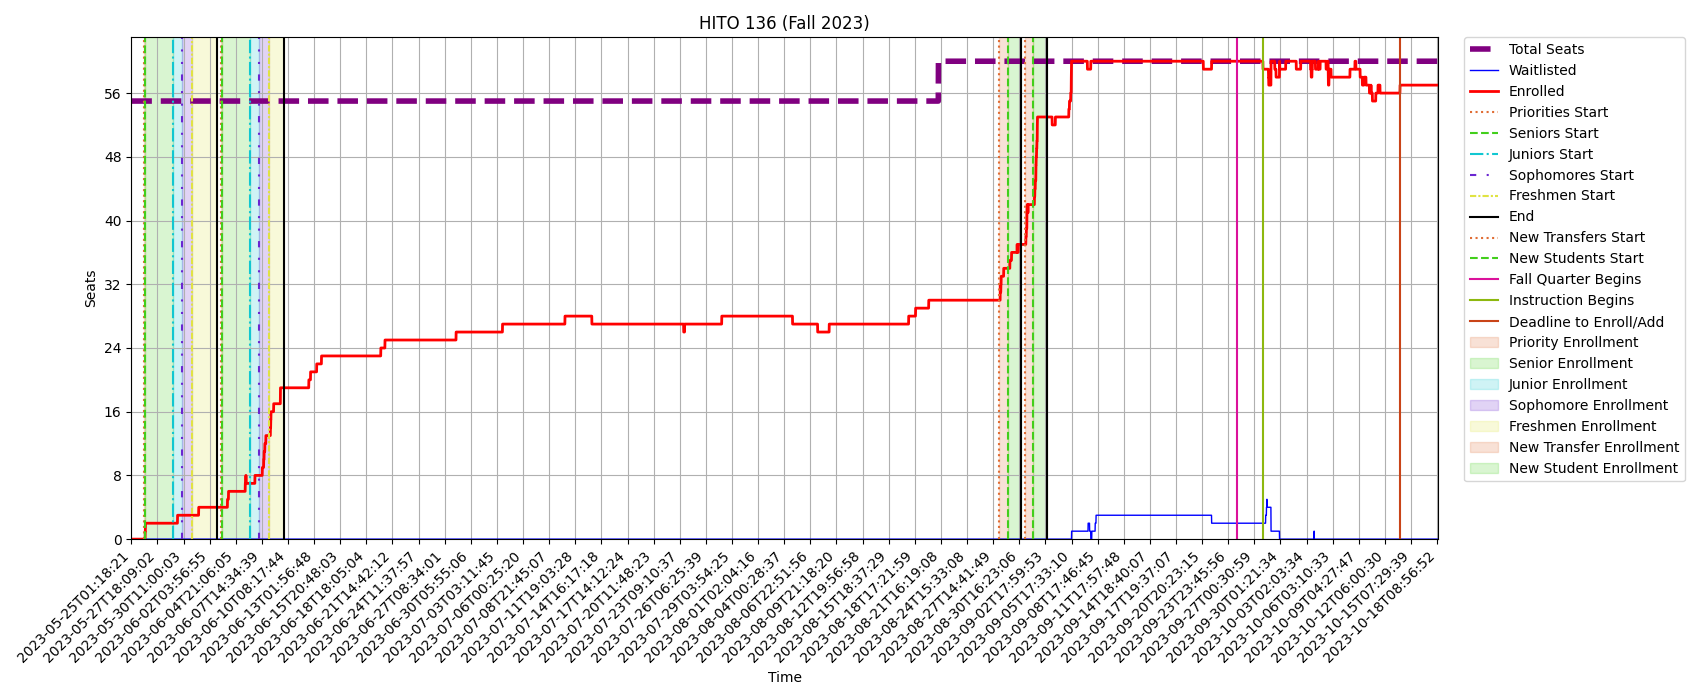 HITO 136 (Fall 2023)
Total Seats
Waitlisted
Enrolled
Priorities Start
Seniors Start
Juniors Start
Sophomores Start
Freshmen Start
End
New Transfers Start
New Students Start
Fall Quarter Begins
Instruction Begins
Deadline to Enroll/Add
Priority Enrollment
Senior Enrollment
Junior Enrollment
Sophomore Enrollment
Freshmen Enrollment
New Transfer Enrollment
New Student Enrollment
Seats
56
48
40
32
24
16
8
0
2023-05-25T01:18:21
2023-05-27T18:09:02
2023-05-30T11:00:03
2023-06-02T03:56:55
2023-06-04T21:06:05
2023-06-07T14:34:39
2023-06-10T08:17:44
2023-06-13T01:56:48
2023-06-15T20:48:03
2023-06-18T18:05:04
2023-06-21T14:42:12
2023-06-24T11:37:57
2023-06-27T08:34:01
2023-06-30T05:55:06
2023-07-03T03:11:45
2023-07-06T00:25:20
2023-07-08T21:45:07
2023-07-11T19:03:28
2023-07-14T16:17:18
2023-07-17T14:12:24
2023-07-20T11:48:23
2023-07-23T09:10:37
2023-07-26T06:25:39
2023-07-29T03:54:25
2023-08-01T02:04:16
2023-08-04T00:28:37
2023-08-06T22:51:56
2023-08-09T21:18:20
2023-08-12T19:56:58
2023-08-15T18:37:29
2023-08-18T17:21:59
2023-08-21T16:19:08
2023-08-24T15:33:08
2023-08-27T14:41:49
2023-08-30T16:23:06
2023-09-02T17:59:53
2023-09-05T17:33:10
2023-09-08T17:46:45
2023-09-11T17:57:48
2023-09-14T18:40:07
2023-09-17T19:37:07
2023-09-20T20:23:15
2023-09-23T23:45:56
2023-09-27T00:30:59
2023-09-30T01:21:34
2023-10-03T02:03:34
2023-10-06T03:10:33
2023-10-09T04:27:47
2023-10-12T06:00:30
2023-10-15T07:29:39
2023-10-18T08:56:52
Time